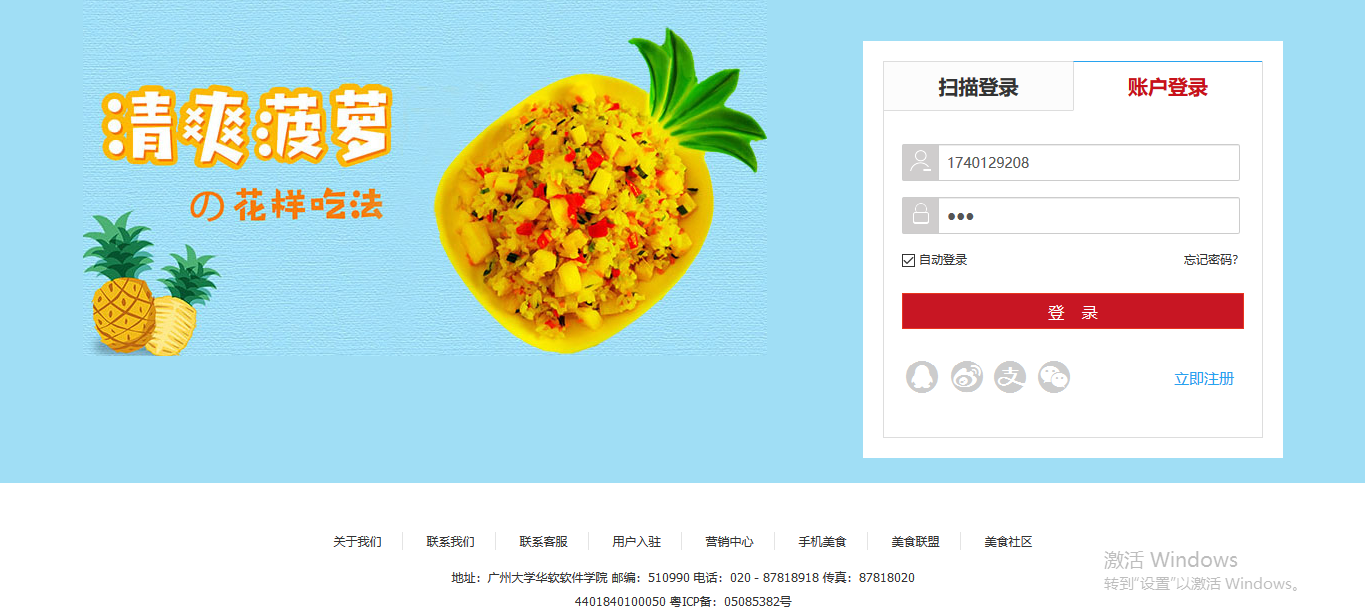 清爽菠萝
の花样吃法
扫描登录 账户登录
1740129208
●●●
自动登录 忘记密码?
登 录
支
立即注册
关于我们 联系我们 联系客服 用户入驻 营销中心 手机美食 美食联盟 美食社区
地址：广州大学华软软件学院 邮编：510990 电话：020 - 87818918 传真：87818020
4401840100050 粤ICP备：05085382号
激活 Windows
转到"设置"以激活 Windows。